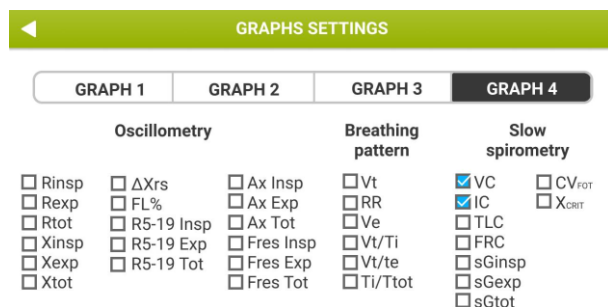 GRAPHS SETTINGS
GRAPH 1 GRAPH 2 GRAPH 3 GRAPH 4
Oscillometry
Rinsp
Rexp
Rtot
Xinsp
Xexp
Xtot
ΔXrs
FL%
R5-19 Insp
R5-19 Exp
R5-19 Tot
Ax Insp
Ax Exp
Ax Tot
Fres Insp
Fres Exp
Fres Tot
Breathing
pattern
Vt
RR
Ve
Vt/Ti
Vt/te
Ti/Ttot
Slow
spirometry
VC
IC
TLC
FRC
sGinsp
sGexp
sGtot
CVFOT
XCRIT